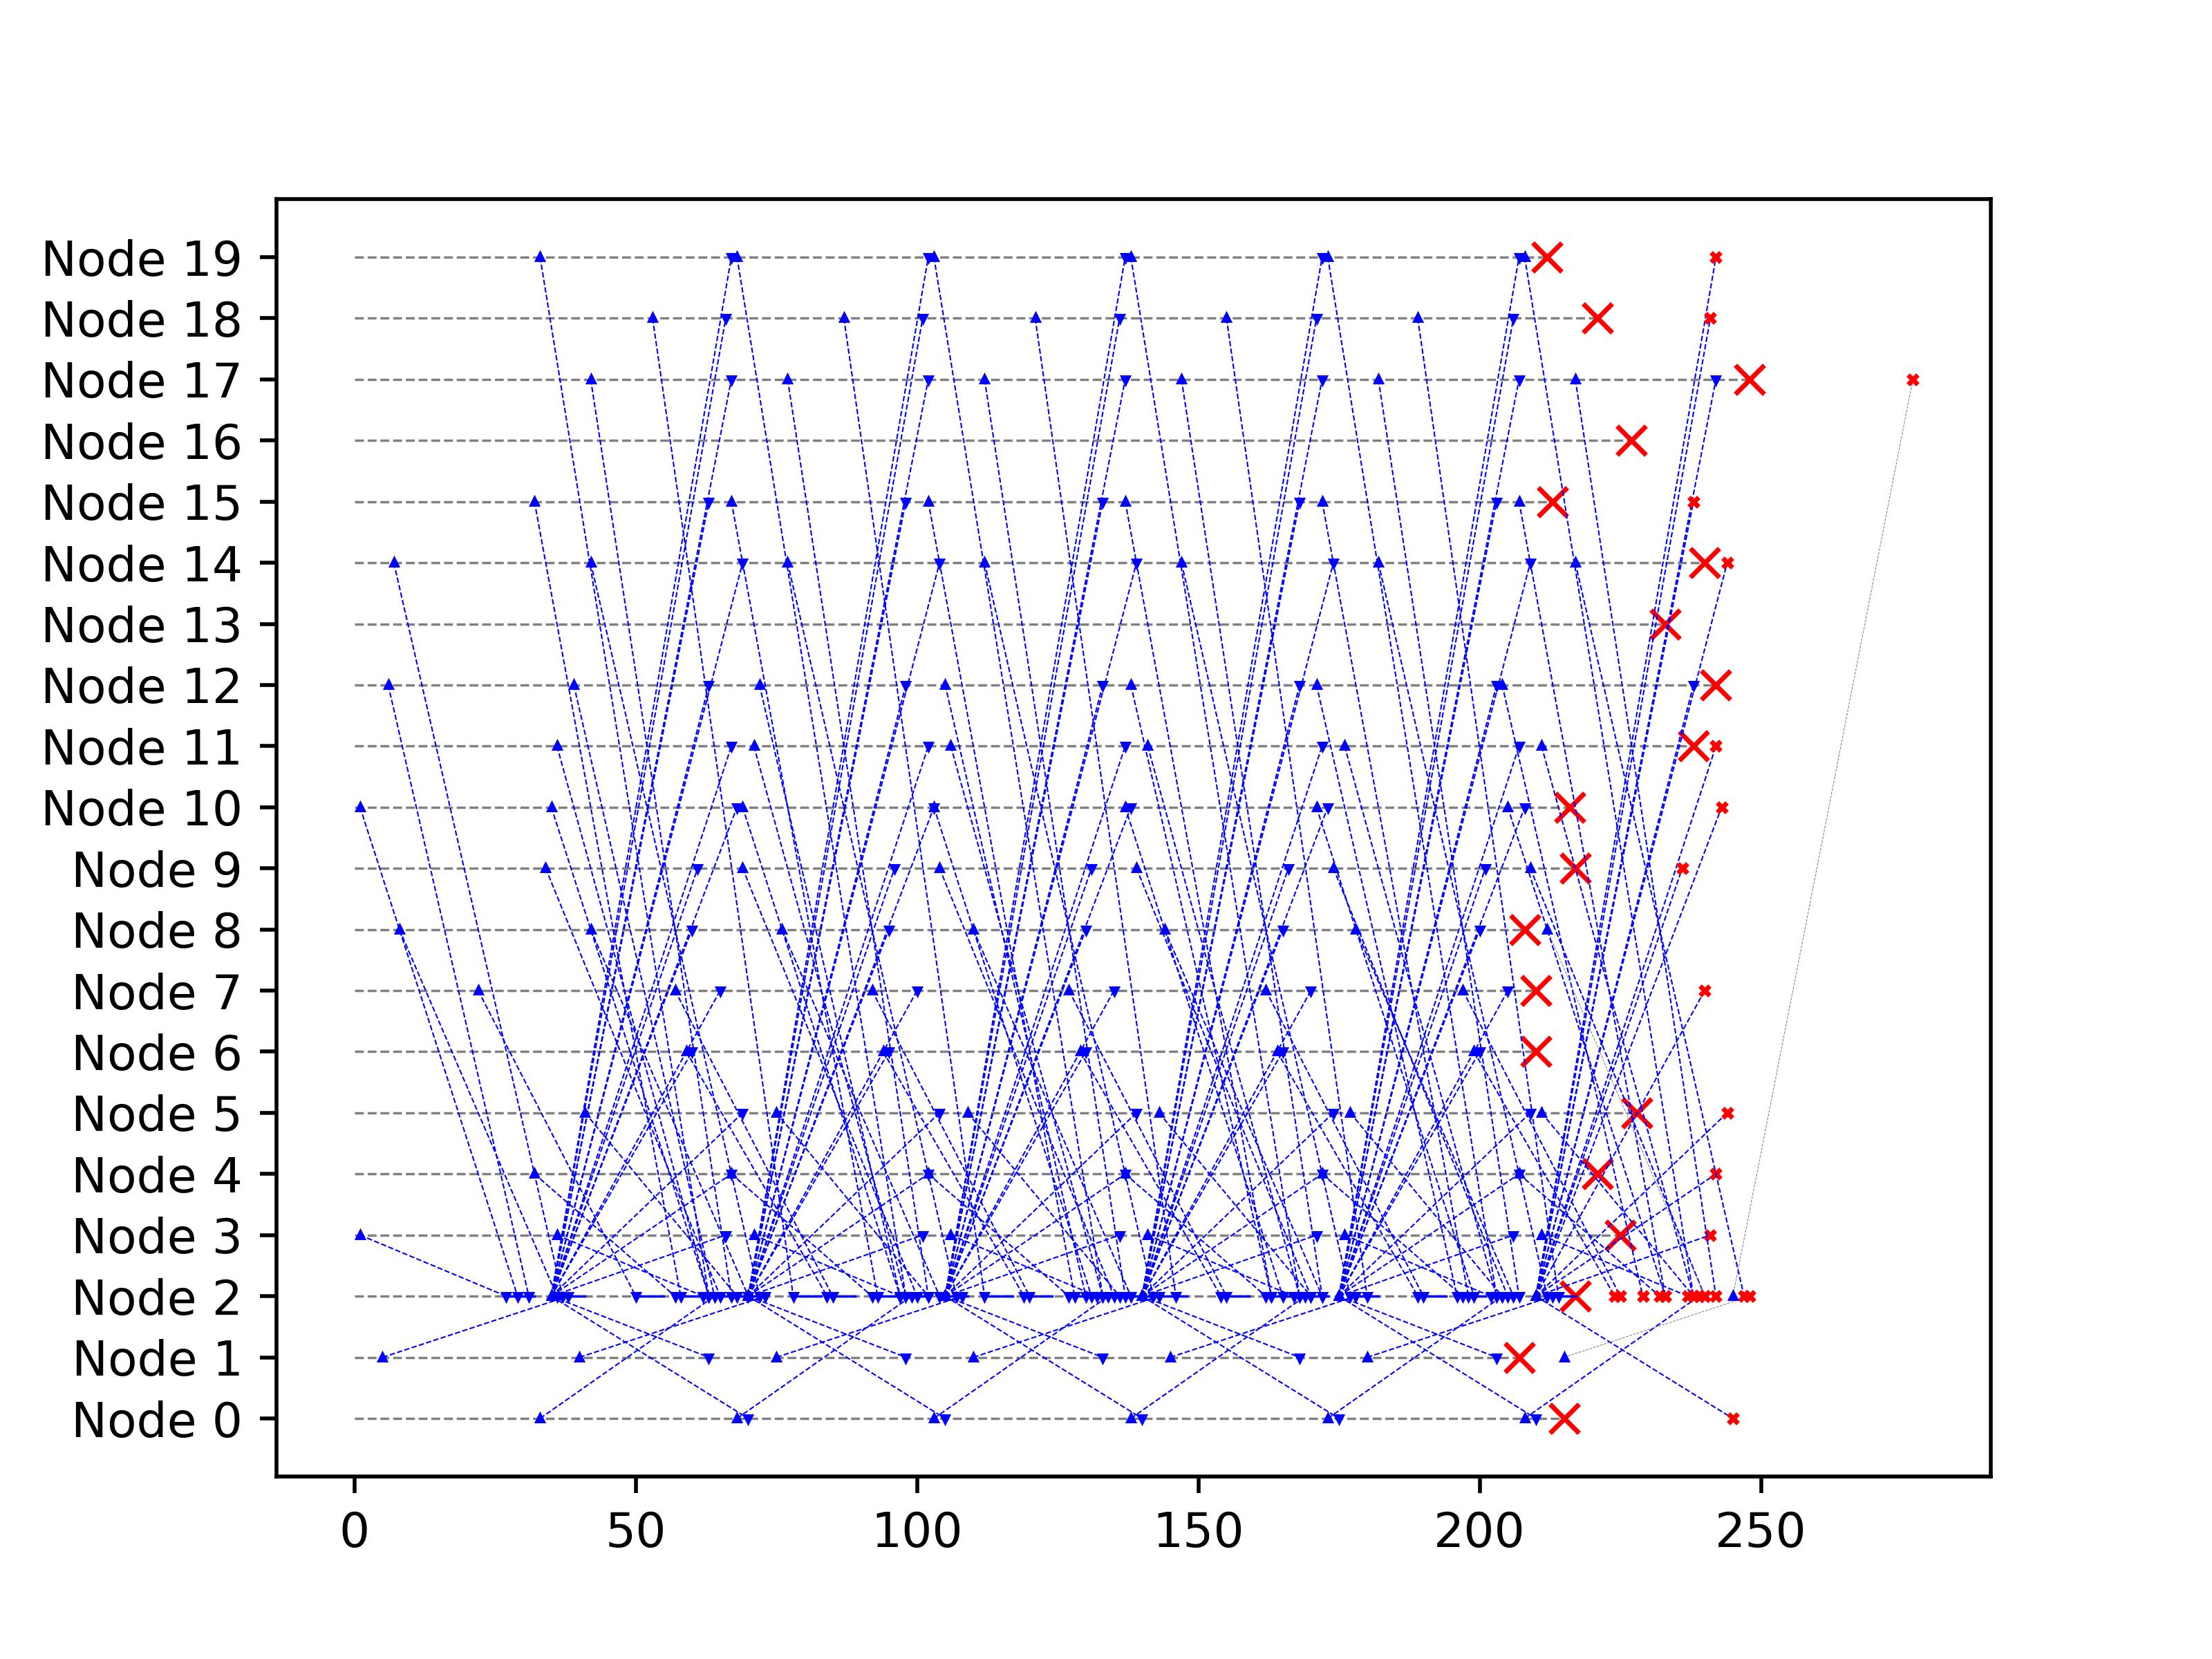 Node 19
Node 18
Node 17
Node 16
Node 15
Node 14
Node 13
Node 12
Node 11
Node 10
Node 9
Node 8
Node 7
Node 6
Node 5
Node 4
Node 3
Node 2
Node 1
Node 0
0 50 100 150 200 250